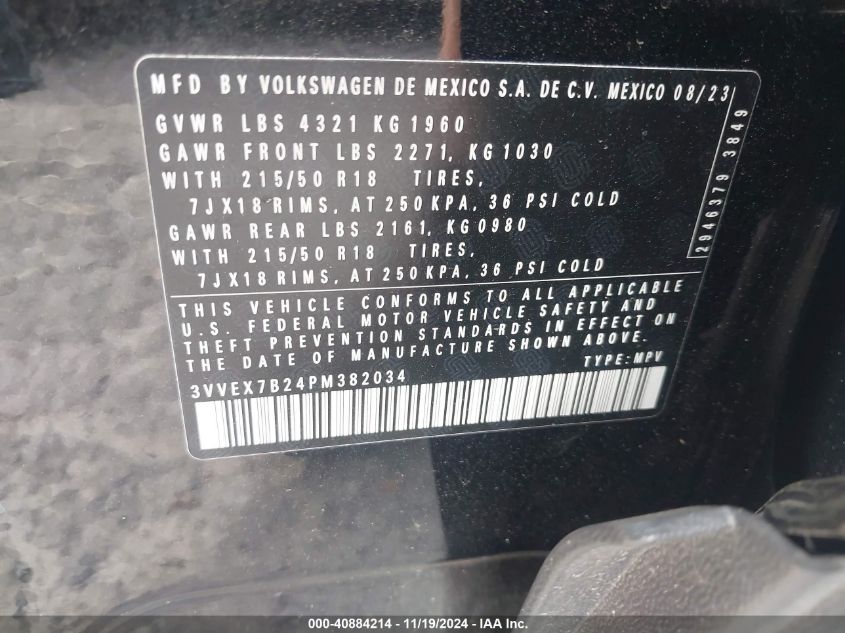 MFD BY VOLKSWAGEN DE MEXICO S.A. DE C.V. MEXICO 08/23
GVWR LBS 4321 KG 1960
GAWR FRONT LBS 2271, KG 1030
WITH 215/50 R18 TIRES,
7JX18 RIMS, AT 250 KPA, 36 PSI COLD
GAWR REAR LBS 2161, KG 0980
WITH 215/50 R18 TIRES,
7JX18 RIMS, AT 250 KPA, 36 PSI COLD
2946379 3849
THIS VEHICLE CONFORMS TO ALL APPLICABLE
U.S. FEDERAL MOTOR VEHICLE SAFETY AND
THEFT PREVENTION STANDARDS IN EFFECT ON
THE DATE OF MANUFACTURE SHOWN ABOVE.
TYPE: MPV
3VVEX7B24PM382034
000-40884214 - 11/19/2024 - IAAI.com